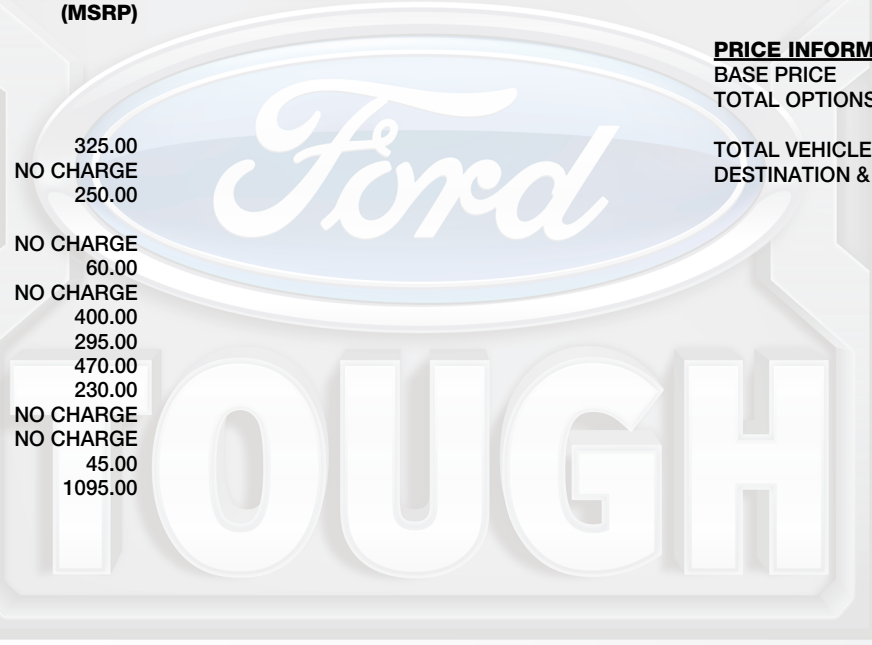 (MSRP)
325.00
NO CHARGE
250.00
NO CHARGE
60.00
NO CHARGE
400.00
295.00
470.00
230.00
NO CHARGE
NO CHARGE
45.00
1095.00
PRICE INFORM
BASE PRICE
TOTAL OPTIONS
TOTAL VEHICLE
DESTINATION &
Ford
TOUGH